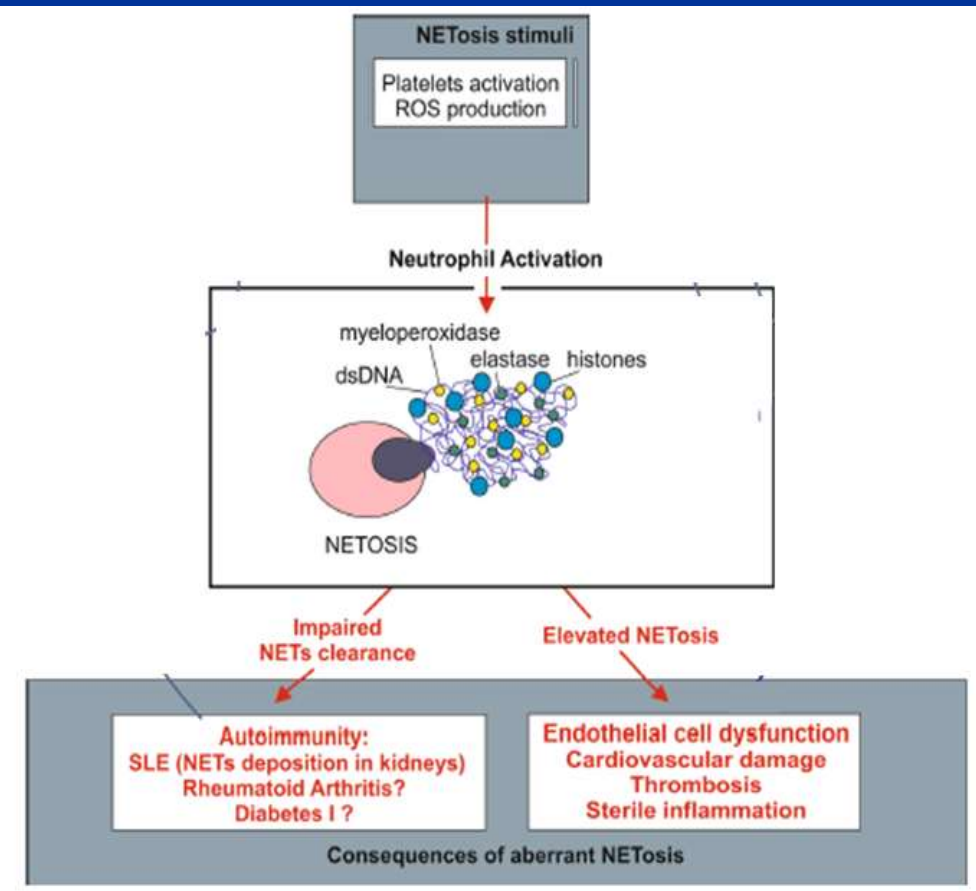 NETosis stimuli
Platelets activation
ROS production
Neutrophil Activation
myeloperoxidase
elastase histones
dsDNA
NETOSIS
Impaired
NETs clearance
Elevated NETosis
Autoimmunity:
SLE (NETs deposition in kidneys)
Rheumatoid Arthritis?
Diabetes I ?
Endothelial cell dysfunction
Cardiovascular damage
Thrombosis
Sterile inflammation
Consequences of aberrant NETosis